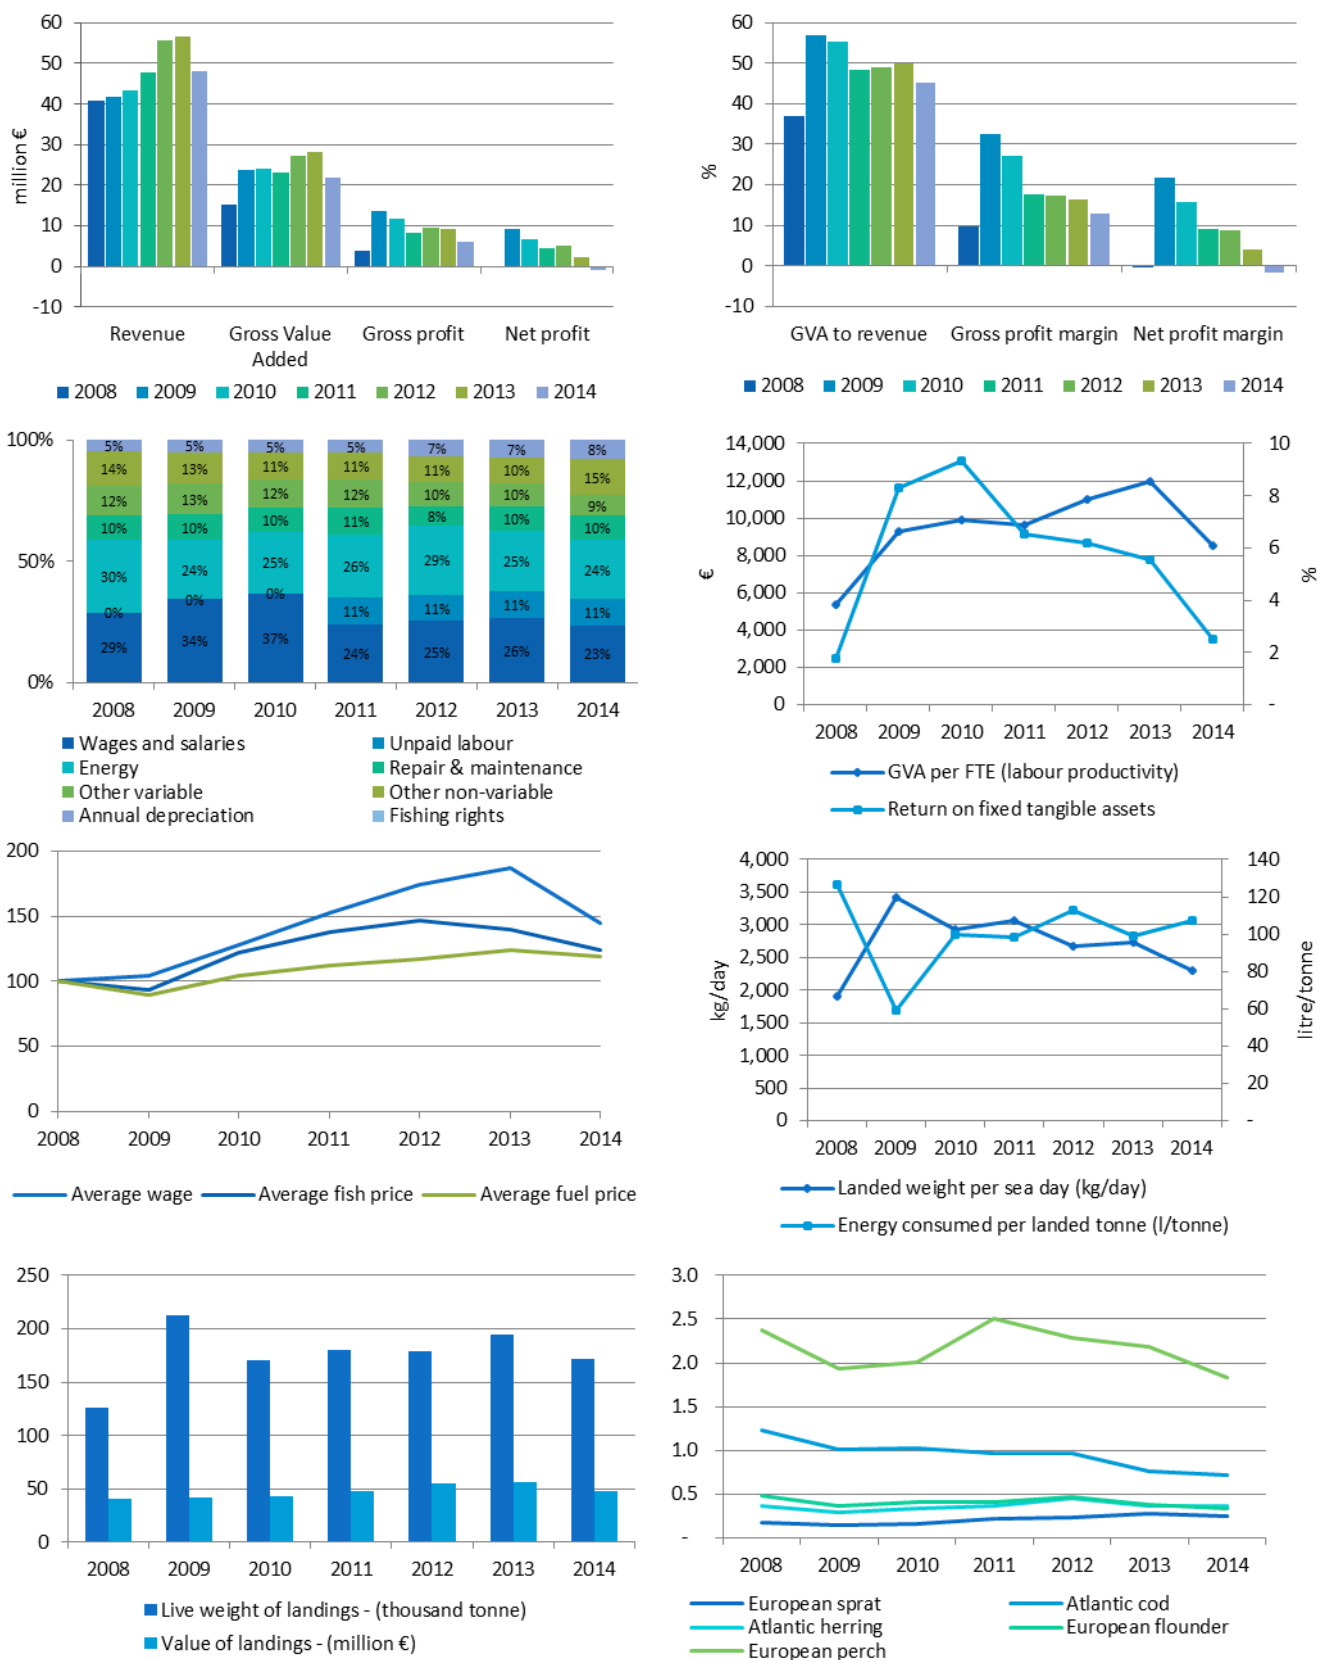 60
50
40
30
20
10
0
-10
million €
Revenue
Gross Value
Added
Gross profit
Net profit
2008 2009 2010 2011 2012 2013 2014
60
50
40
30
20
10
0
-10
%
GVA to revenue
Gross profit margin
Net profit margin
2008 2009 2010 2011 2012 2013 2014
100%
50%
0%
5% 5% 5% 5% 7% 7% 8%
14% 13% 11% 11% 11% 10% 15%
12% 13% 12% 12% 10% 10% 9%
10% 10% 10% 11% 8% 10% 10%
30% 24% 25% 26% 29% 25% 24%
0% 0% 0% 11% 11% 11% 11%
29% 34% 37% 24% 25% 26% 23%
2008 2009 2010 2011 2012 2013 2014
Wages and salaries
Unpaid labour
Energy
Repair & maintenance
Other variable
Other non-variable
Annual depreciation
Fishing rights
14,000
12,000
10,000
8,000
6,000
4,000
2,000
0
€
10
8
6
4
2
-
%
2008 2009 2010 2011 2012 2013 2014
GVA per FTE (labour productivity)
Return on fixed tangible assets
200
150
100
50
0
2008 2009 2010 2011 2012 2013 2014
Average wage
Average fish price
Average fuel price
4,000
3,500
3,000
2,500
2,000
1,500
1,000
500
0
kg/day
140
120
100
80
60
40
20
-
litre/tonne
2008 2009 2010 2011 2012 2013 2014
Landed weight per sea day (kg/day)
Energy consumed per landed tonne (l/tonne)
250
200
150
100
50
0
2008 2009 2010 2011 2012 2013 2014
Live weight of landings - (thousand tonne)
Value of landings - (million €)
3.0
2.5
2.0
1.5
1.0
0.5
-
2008 2009 2010 2011 2012 2013 2014
European sprat
Atlantic cod
Atlantic herring
European flounder
European perch